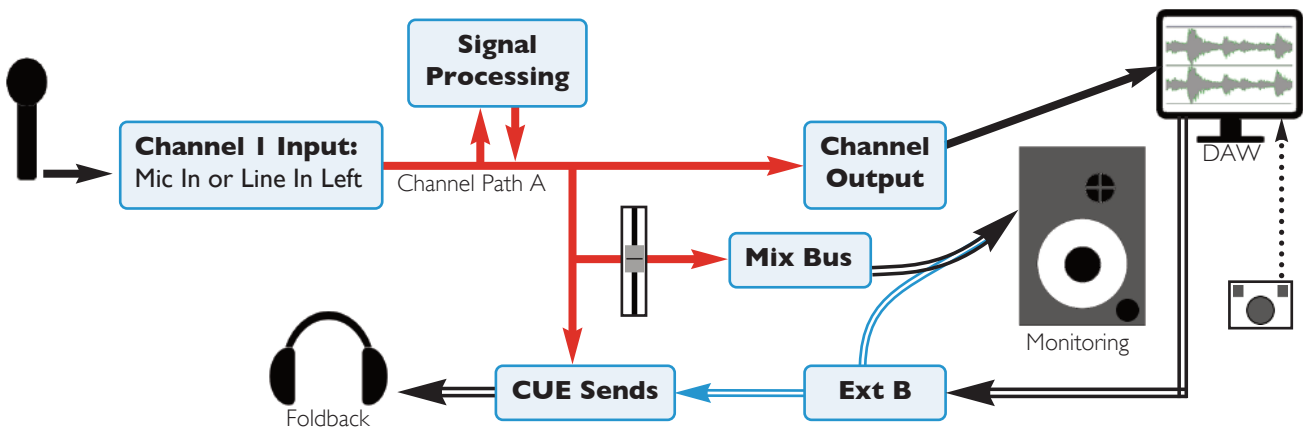 Signal
Processing
Channel 1 Input:
Mic In or Line In Left
Channel Path A
Channel
Output
DAW
Mix Bus
Monitoring
CUE Sends
Ext B
Foldback